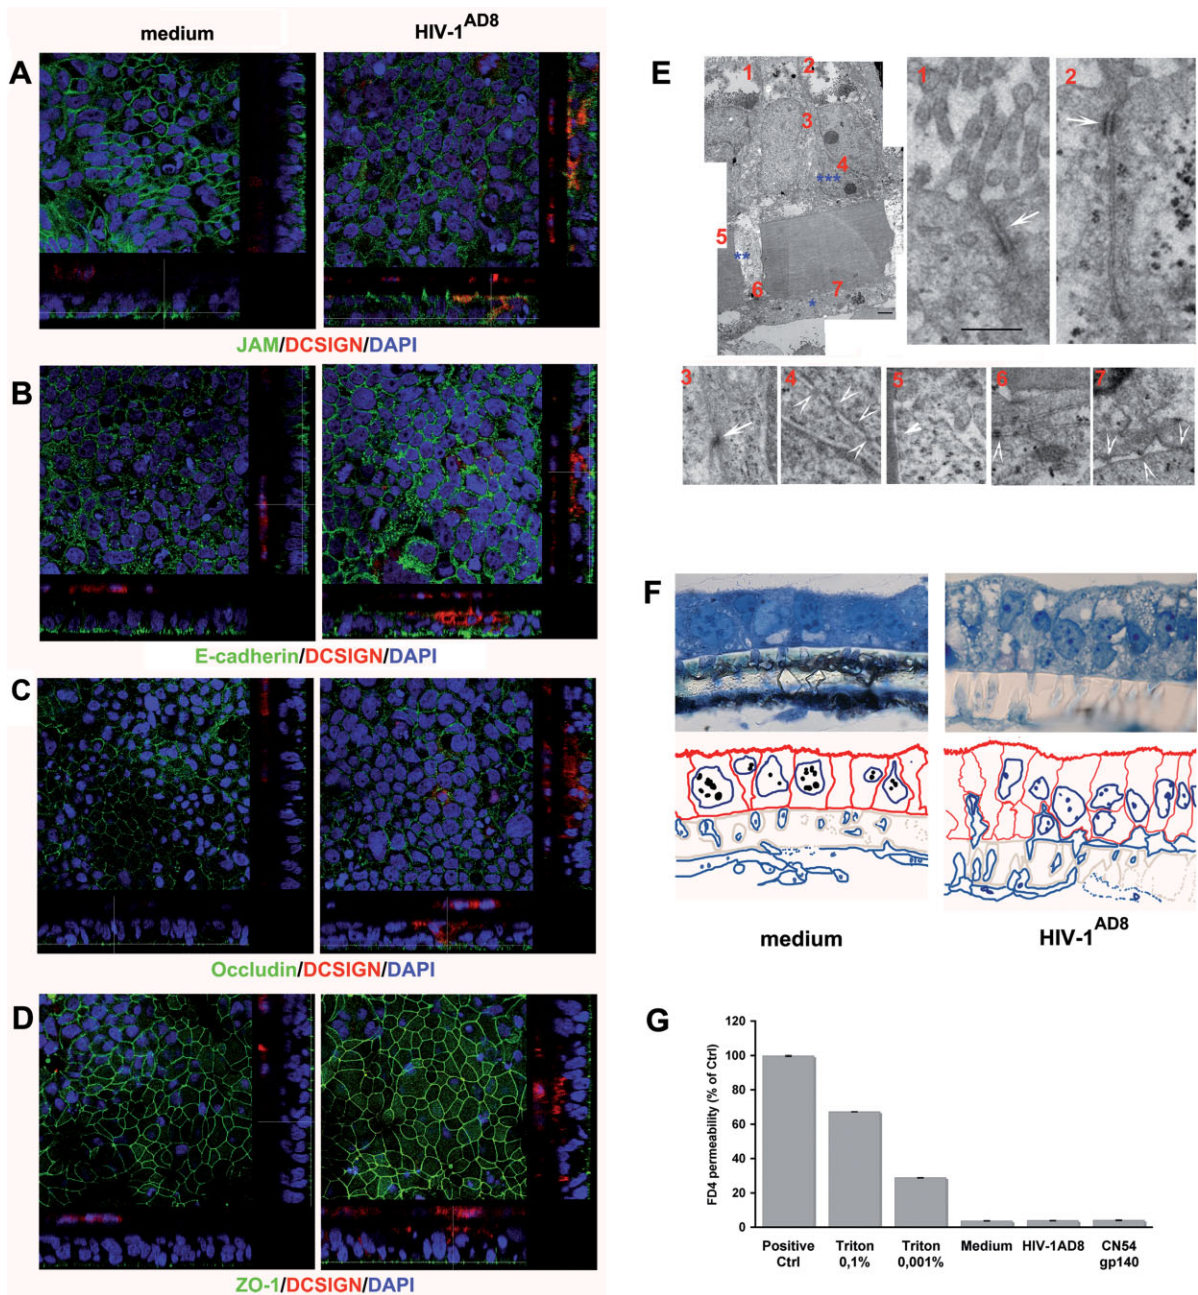 medium
HIV-1AD8
A
JAM/DCSIGN/DAPI
B
E-cadherin/DCSIGN/DAPI
C
Occludin/DCSIGN/DAPI
D
ZO-1/DCSIGN/DAPI
E
1
2
3
4
***
5
**
6
7
*
1
2
3
4
5
6
7
F
medium
HIV-1AD8
G
FD4 permeability (% of Ctrl)
120
100
80
60
40
20
0
Positive Ctrl
Triton 0,1%
Triton 0,001%
Medium
HIV-1AD8
CN54 gp140